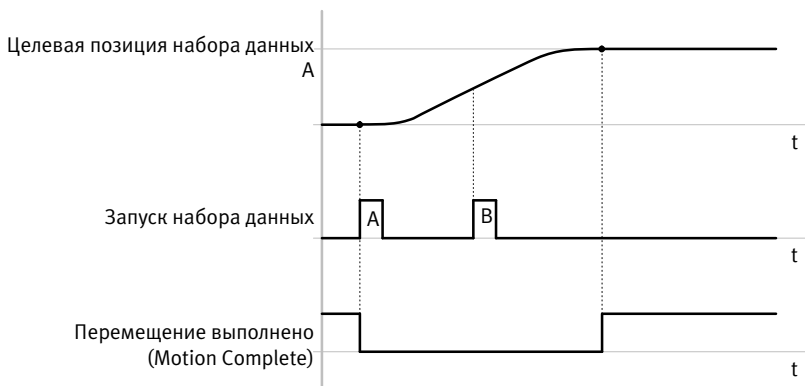 Целевая позиция набора данных
A
t
Запуск набора данных
A
B
t
Перемещение выполнено
(Motion Complete)
t